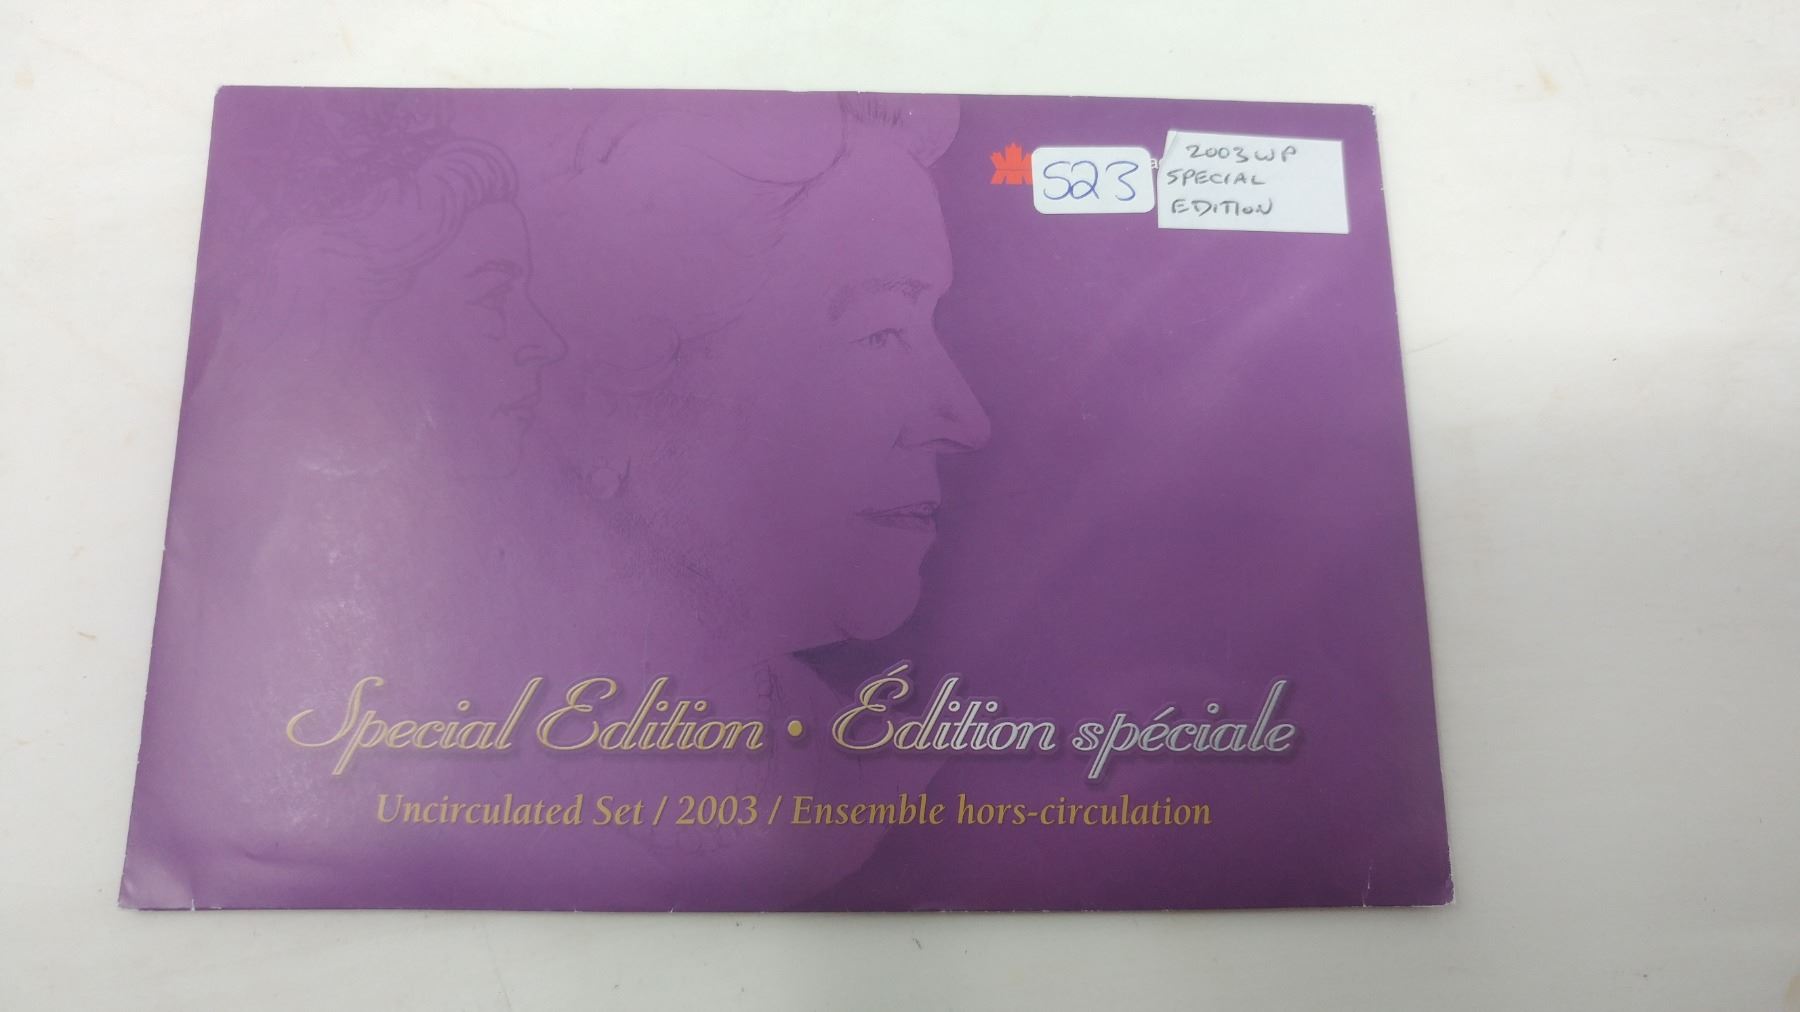 523
2003 WP
SPECIAL
EDITION
Special Edition • Édition spéciale
Uncirculated Set / 2003 / Ensemble hors-circulation